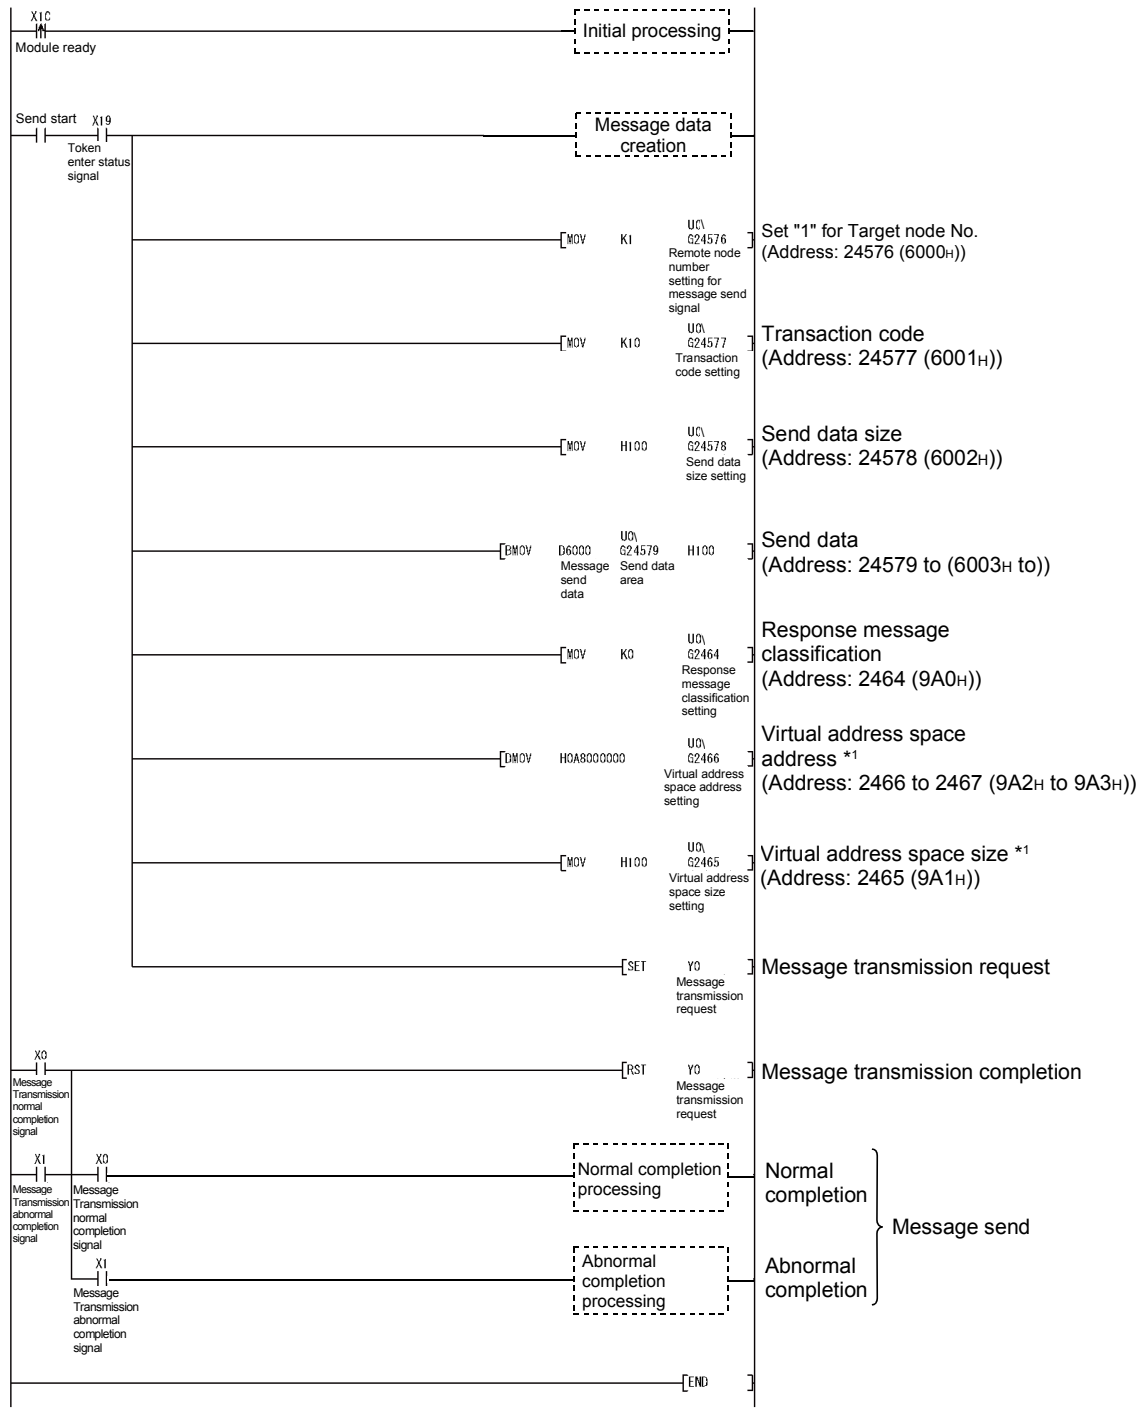 X1C
Module ready
Initial processing
Send start
X19
Token
enter status
signal
Message data
creation
MOV K1 U0\
G24576
Remote node
number
setting for
message send
signal
Set "1" for Target node No.
(Address: 24576 (6000H))
MOV K10 U0\
G24577
Transaction
code setting
Transaction code
(Address: 24577 (6001H))
MOV H100 U0\
G24578
Send data
size setting
Send data size
(Address: 24578 (6002H))
BMOV D6000 U0\
G24579 H100
Message
send
data
Send data
area
Send data
(Address: 24579 to (6003H to))
MOV K0 U0\
G2464
Response
message
classification
setting
Response message
classification
(Address: 2464 (9A0H))
DMOV H0A8000000 U0\
G2466
Virtual address
space address
setting
Virtual address space
address *1
(Address: 2466 to 2467 (9A2H to 9A3H))
MOV H100 U0\
G2465
Virtual address
space size
setting
Virtual address space size *1
(Address: 2465 (9A1H))
SET Y0
Message
transmission
request
Message transmission request
X0
Message
Transmission
normal
completion
signal
RST Y0
Message
transmission
request
Message transmission completion
X1
Message
Transmission
abnormal
completion
signal
X0
Message
Transmission
normal
completion
signal
Normal completion
processing
Normal
completion
Message send
X1
Message
Transmission
abnormal
completion
signal
Abnormal
completion
processing
Abnormal
completion
END